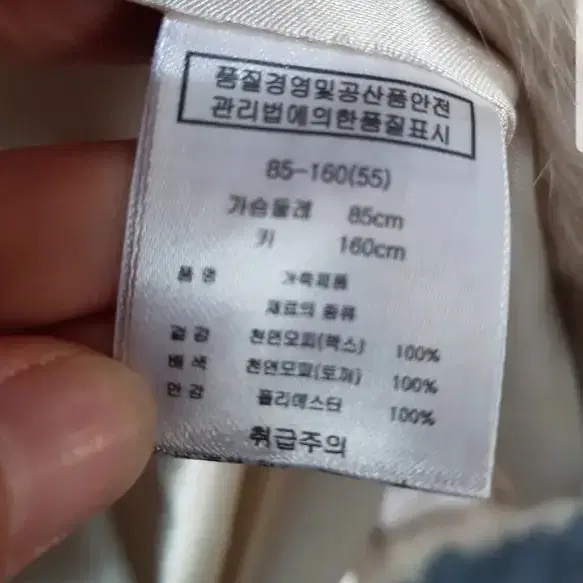 품질경영및공산품안전
관리법에의한품질표시
85-160(55)
가슴둘레 85cm
키 160cm
품 명 가죽제품
재료의 종류
겉 감 천연모피(렉스) 100%
배 색 천연모피(토끼) 100%
안 감 폴리에스터 100%
취급주의